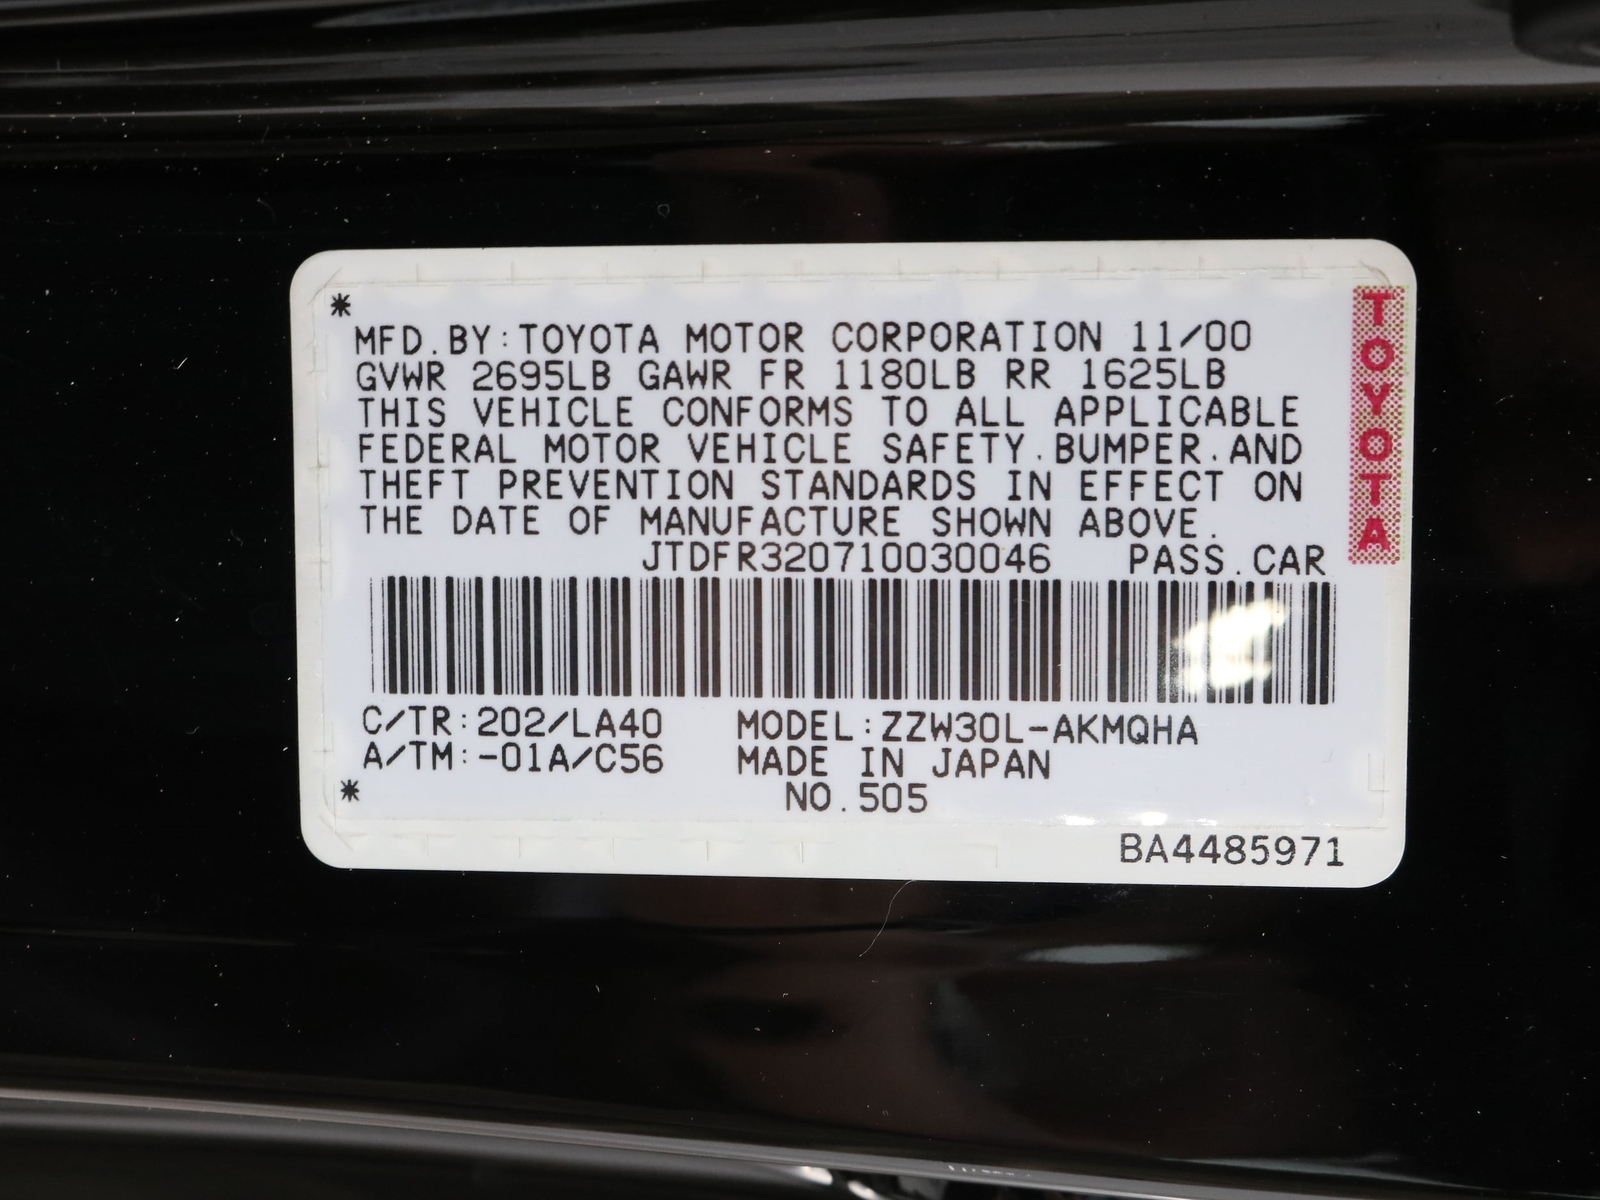 *
MFD.BY:TOYOTA MOTOR CORPORATION 11/00
GVWR 2695LB GAWR FR 1180LB RR 1625LB
THIS VEHICLE CONFORMS TO ALL APPLICABLE
FEDERAL MOTOR VEHICLE SAFETY.BUMPER.AND
THEFT PREVENTION STANDARDS IN EFFECT ON
THE DATE OF MANUFACTURE SHOWN ABOVE.
JTDFR320710030046 PASS.CAR
C/TR:202/LA40 MODEL:ZZW30L-AKMQHA
A/TM:-01A/C56 MADE IN JAPAN
*
NO.505
BA4485971
TOYOTA